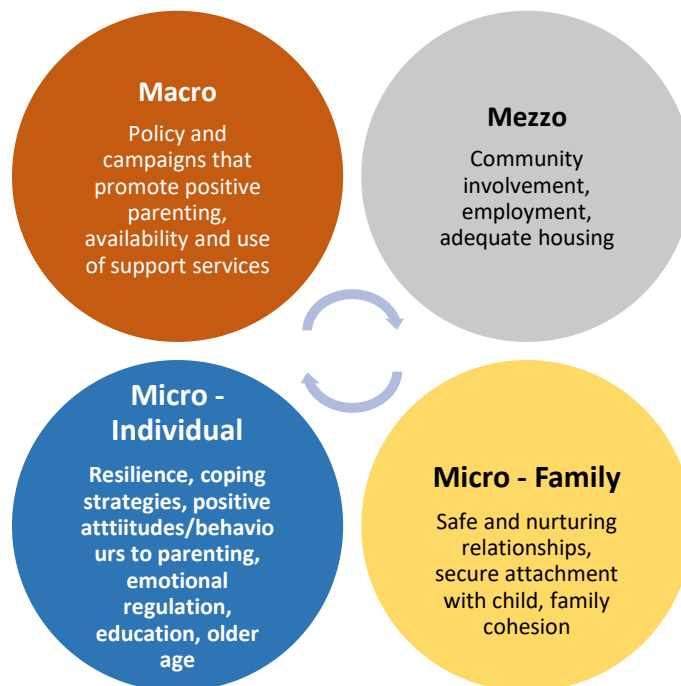 Macro
Policy and
campaigns that
promote positive
parenting,
availability and use
of support services
Mezzo
Community
involvement,
employment,
adequate housing
Micro -
Individual
Resilience, coping
strategies, positive
atttiitudes/behavio
urs to parenting,
emotional
regulation,
education, older
age
Micro - Family
Safe and nurturing
relationships,
secure attachment
with child, family
cohesion